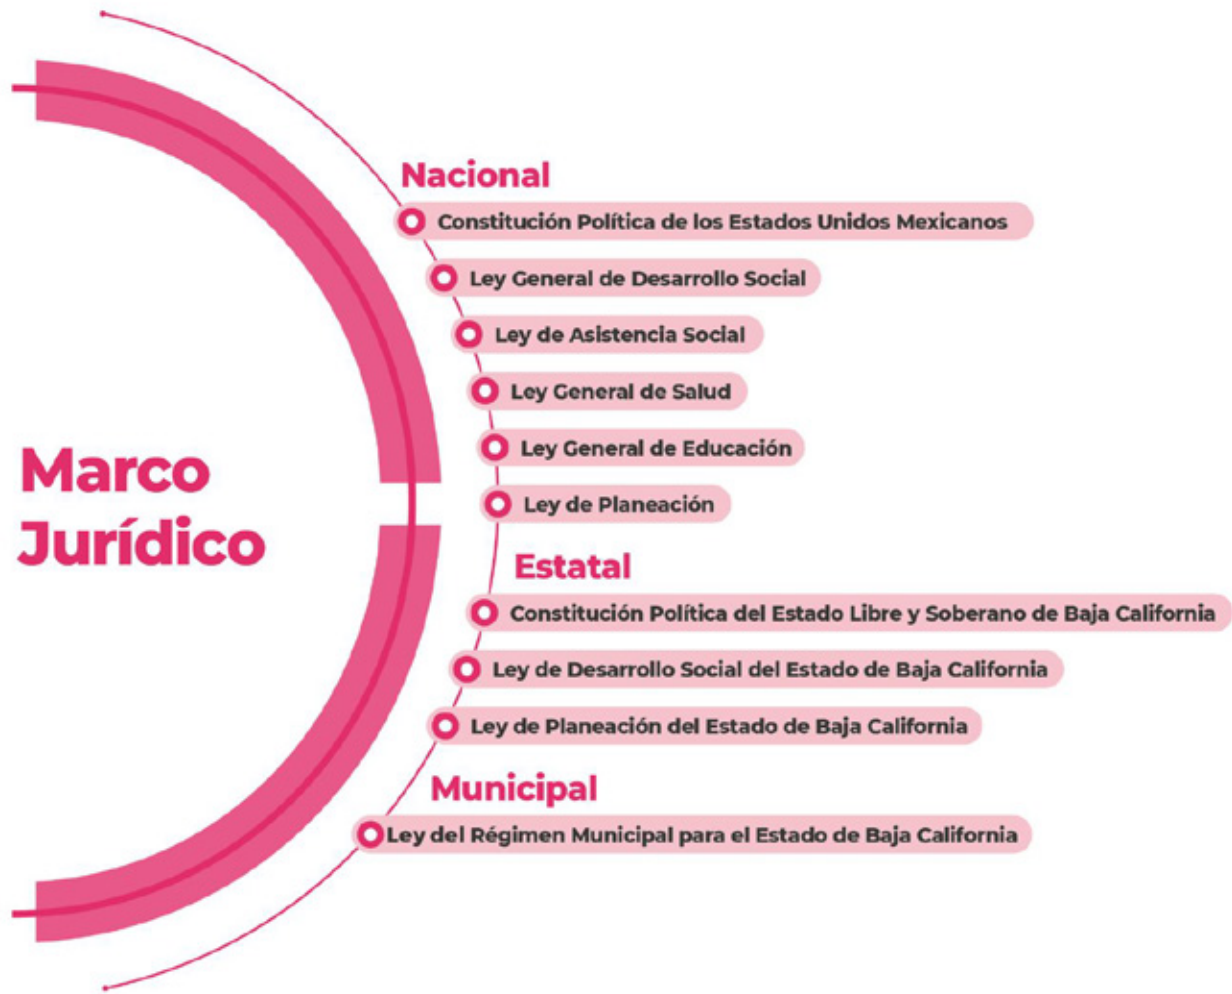 Marco
Jurídico
Nacional
Constitución Política de los Estados Unidos Mexicanos
Ley General de Desarrollo Social
Ley de Asistencia Social
Ley General de Salud
Ley General de Educación
Ley de Planeación
Estatal
Constitución Política del Estado Libre y Soberano de Baja California
Ley de Desarrollo Social del Estado de Baja California
Ley de Planeación del Estado de Baja California
Municipal
Ley del Régimen Municipal para el Estado de Baja California